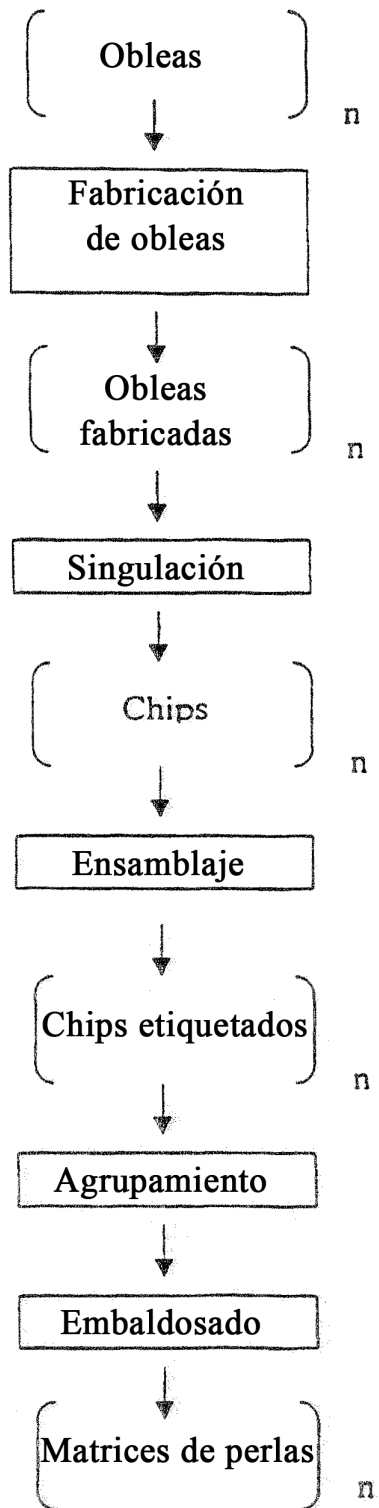 Obleas
n
Fabricación
de obleas
Obleas
fabricadas
n
Singulación
Chips
n
Ensamblaje
Chips etiquetados
n
Agrupamiento
Embaldosado
Matrices de perlas
n